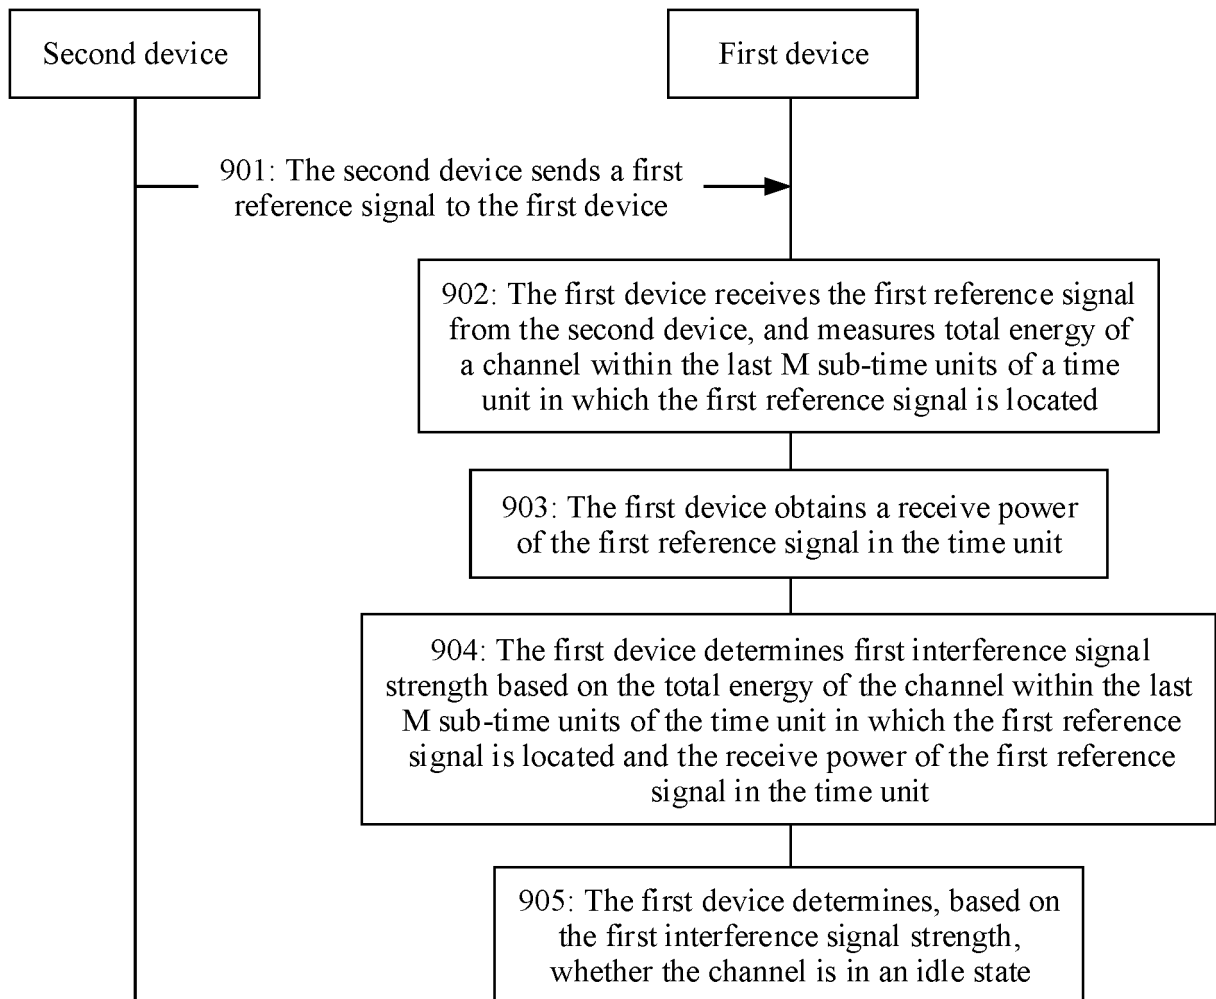 Second device
First device
901: The second device sends a first
reference signal to the first device
902: The first device receives the first reference signal
from the second device, and measures total energy of
a channel within the last M sub-time units of a time
unit in which the first reference signal is located
903: The first device obtains a receive power
of the first reference signal in the time unit
904: The first device determines first interference signal
strength based on the total energy of the channel within the last
M sub-time units of the time unit in which the first reference
signal is located and the receive power of the first reference
signal in the time unit
905: The first device determines, based on
the first interference signal strength,
whether the channel is in an idle state